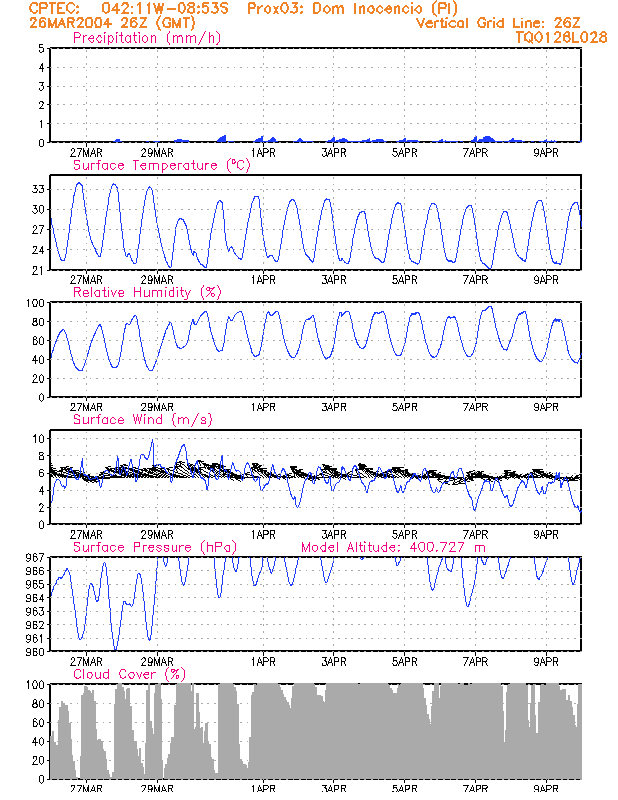 CPTEC: 042:11W-08:53S Prox03: Dom Inocencio (PI)
26MAR2004 26Z (GMT) Vertical Grid Line: 26Z
Precipitation (mm/h) TQ0126L028
5
4
3
2
1
0
27MAR 29MAR 1APR 3APR 5APR 7APR 9APR
Surface Temperature (°C)
33
30
27
24
21
27MAR 29MAR 1APR 3APR 5APR 7APR 9APR
Relative Humidity (%)
100
80
60
40
20
0
27MAR 29MAR 1APR 3APR 5APR 7APR 9APR
Surface Wind (m/s)
10
8
6
4
2
0
27MAR 29MAR 1APR 3APR 5APR 7APR 9APR
Surface Pressure (hPa) Model Altitude: 400.727 m
967
966
965
964
963
962
961
960
27MAR 29MAR 1APR 3APR 5APR 7APR 9APR
Cloud Cover (%)
100
80
60
40
20
0
27MAR 29MAR 1APR 3APR 5APR 7APR 9APR